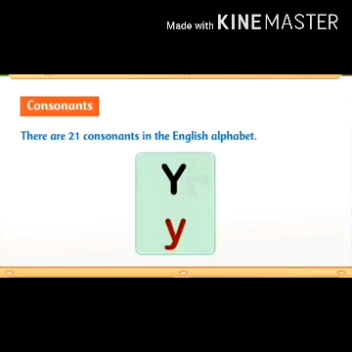 Made with KINEMASTER
Consonants
There are 21 consonants in the English alphabet.
Y
y